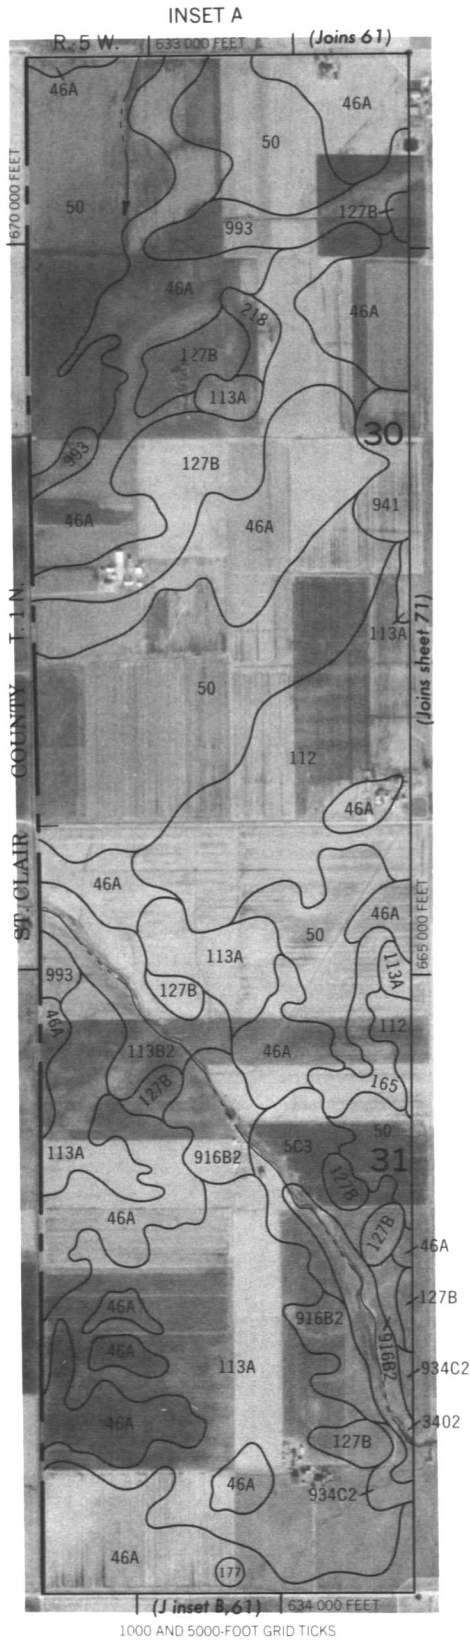 INSET A
R. 5 W.
633 000 FEET
(Joins 61)
46A
46A
50
670 000 FEET
50
127B
993
46A
218
46A
127B
113A
30
993
127B
941
46A
46A
T. 1 N.
113A
(Joins sheet 71)
50
ST. CLAIR COUNTY
112
46A
46A
46A
50
665 000 FEET
113A
113A
993
127B
46A
112
113B2
46A
165
127B
50
503
31
113A
916B2
127B
46A
127B
46A
127B
46A
916B2
916B2
46A
113A
934C2
46A
3402
127B
46A
934C2
46A
177
(J inset B,61)
634 000 FEET
1000 AND 5000-FOOT GRID TICKS